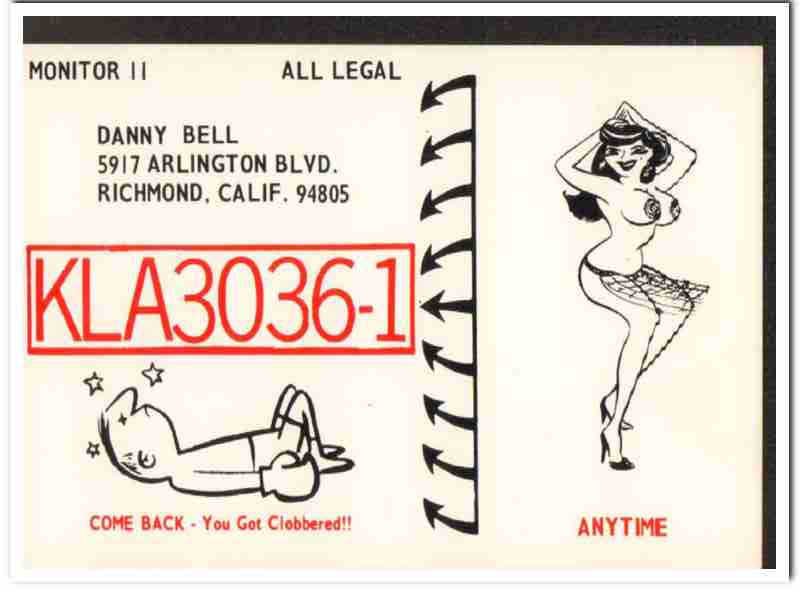 MONITOR II
ALL LEGAL
DANNY BELL
5917 ARLINGTON BLVD.
RICHMOND, CALIF. 94805
KLA3036-1
COME BACK - You Got Clobbered!!
ANYTIME